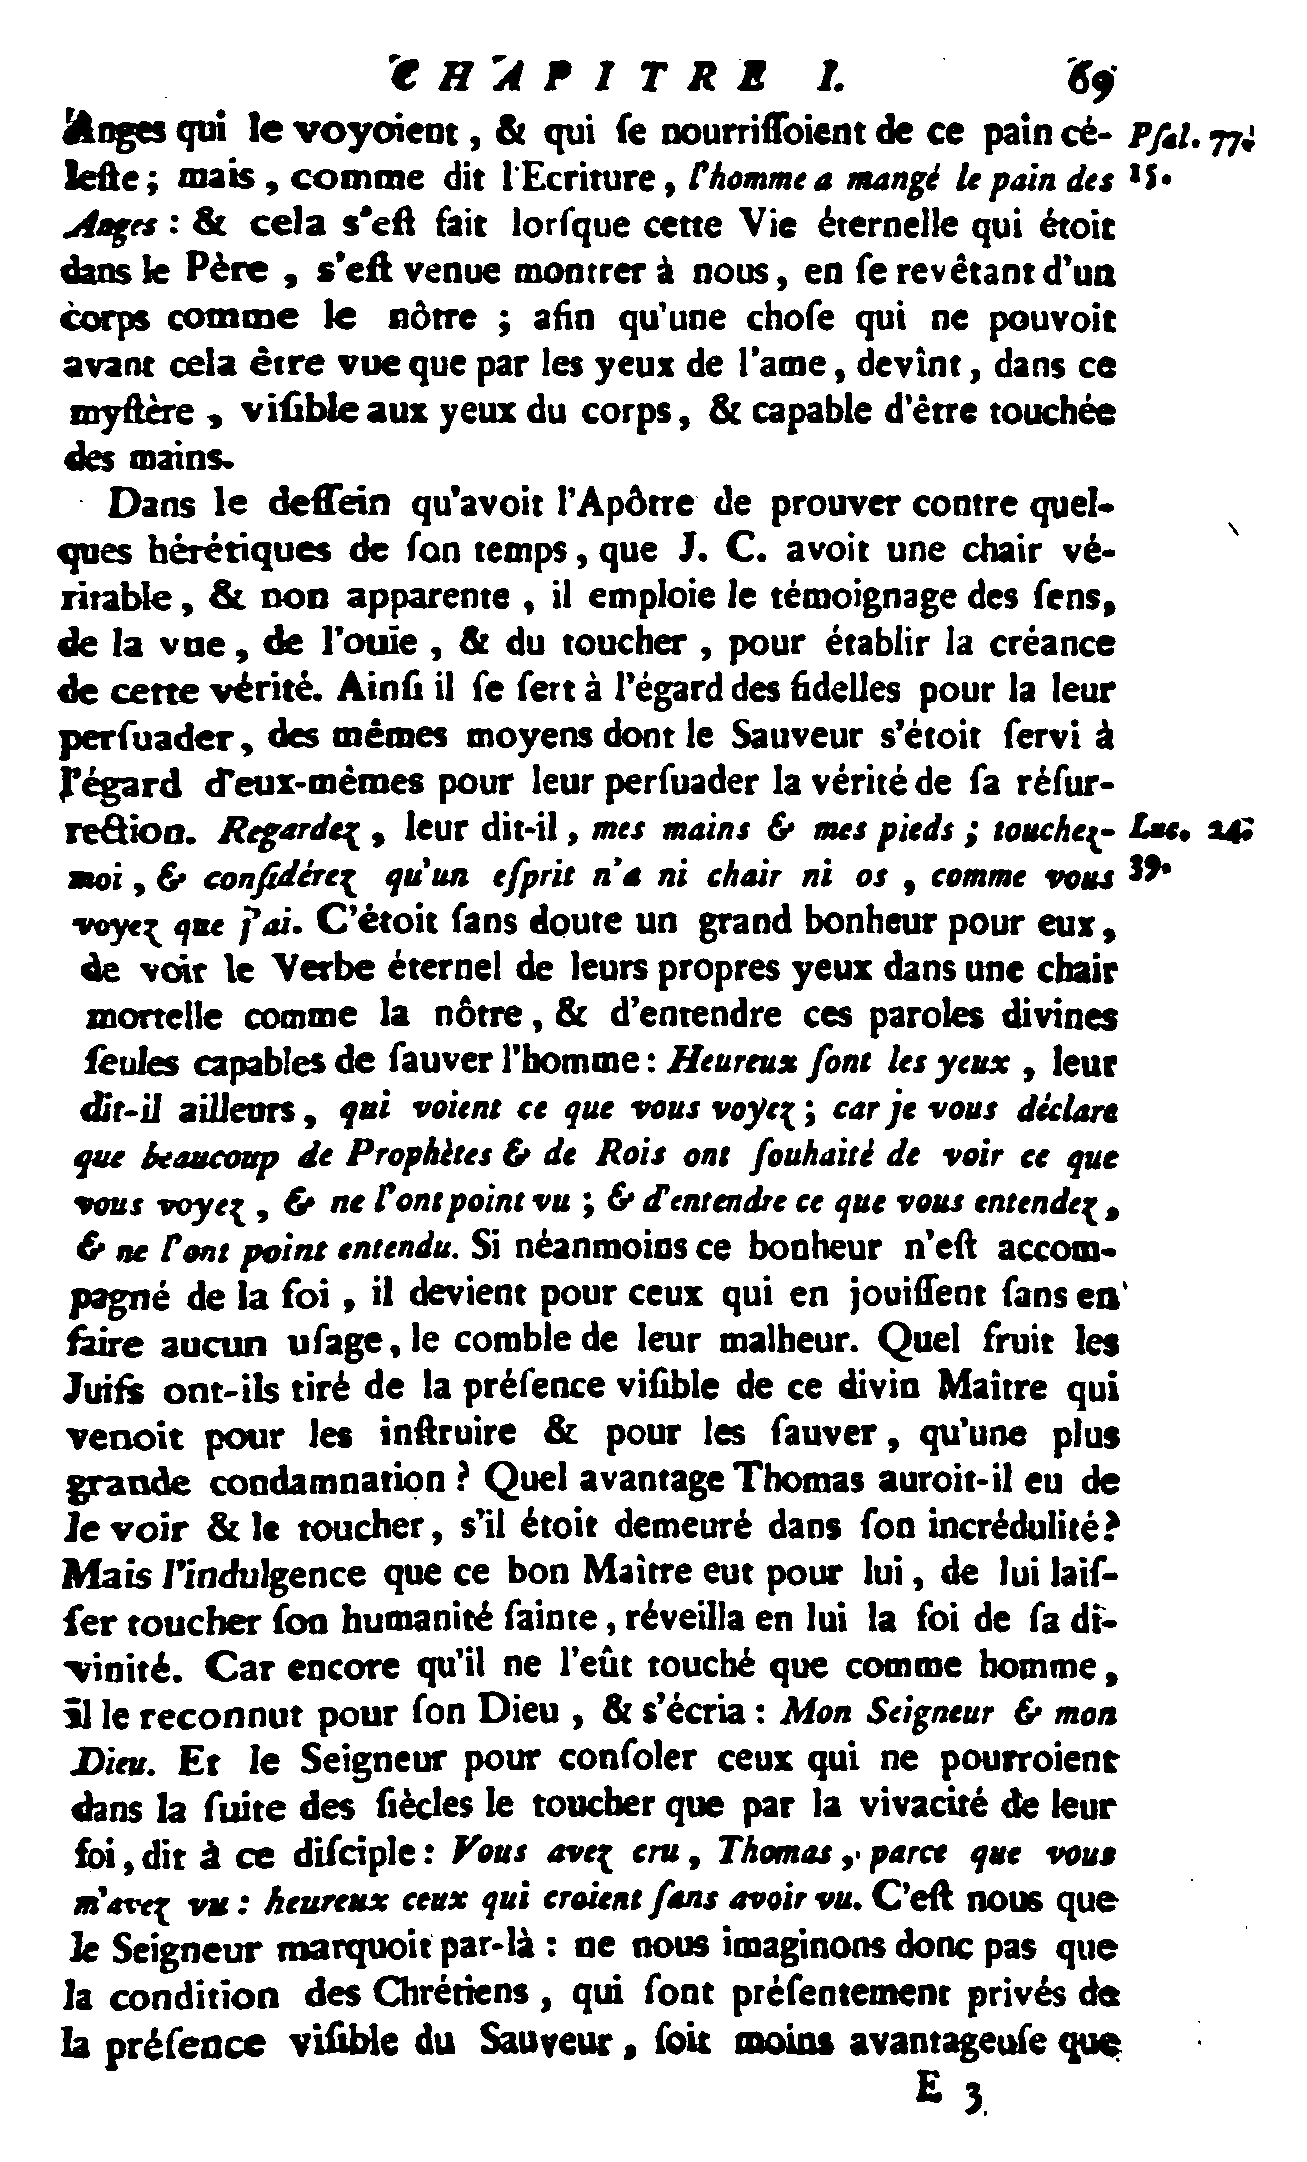 CHAPITRE I. 69
Anges qui le voyoient, & qui ſe nourriſſoient de ce pain cé- Pſal. 77.
leſte; mais, comme dit l'Ecriture, l'homme a mangé le pain des 25.
Anges : & cela s'eſt fait lorſque cette Vie éternelle qui étoit
dans le Père, s'eſt venue montrer à nous, en ſe revêtant d'un
corps comme le nôtre ; afin qu'une choſe qui ne pouvoit
avant cela être vue que par les yeux de l'ame, devînt, dans ce
myſtère, viſible aux yeux du corps, & capable d'être touchée
des mains.
Dans le deſſein qu'avoit l'Apôtre de prouver contre quel-
ques hérétiques de ſon temps, que J. C. avoit une chair vé-
ritable, & non apparente, il emploie le témoignage des ſens,
de la vue, de l'ouïe, & du toucher, pour établir la créance
de cette vérité. Ainſi il ſe ſert à l'égard des fidelles pour la leur
perſuader, des mêmes moyens dont le Sauveur s'étoit ſervi à
l'égard d'eux-mêmes pour leur perſuader la vérité de ſa réſur-
rection. Regardez, leur dit-il, mes mains & mes pieds ; touchez- Luc. 24.
moi, & conſidérez qu'un eſprit n'a ni chair ni os, comme vous 39.
voyez que j'ai. C'étoit ſans doute un grand bonheur pour eux,
de voir le Verbe éternel de leurs propres yeux dans une chair
mortelle comme la nôtre, & d'entendre ces paroles divines
ſeules capables de ſauver l'homme : Heureux ſont les yeux, leur
dit-il ailleurs, qui voient ce que vous voyez ; car je vous déclare
que beaucoup de Prophètes & de Rois ont ſouhaité de voir ce que
vous voyez, & ne l'ont point vu ; & d'entendre ce que vous entendez,
& ne l'ont point entendu. Si néanmoins ce bonheur n'eſt accom-
pagné de la foi, il devient pour ceux qui en jouiſſent ſans en
faire aucun uſage, le comble de leur malheur. Quel fruit les
Juifs ont-ils tiré de la préſence viſible de ce divin Maître qui
venoit pour les inſtruire & pour les ſauver, qu'une plus
grande condamnation ? Quel avantage Thomas auroit-il eu de
le voir & le toucher, s'il étoit demeuré dans ſon incrédulité?
Mais l'indulgence que ce bon Maître eut pour lui, de lui laiſ-
ſer toucher ſon humanité ſainte, réveilla en lui la foi de ſa di-
vinité. Car encore qu'il ne l'eût touché que comme homme,
il le reconnut pour ſon Dieu, & s'écria : Mon Seigneur & mon
Dieu. Et le Seigneur pour conſoler ceux qui ne pourroient
dans la ſuite des ſiècles le toucher que par la vivacité de leur
foi, dit à ce diſciple : Vous avez cru, Thomas, parce que vous
m'avez vu : heureux ceux qui croient ſans avoir vu. C'eſt nous que
le Seigneur marquoit par-là : ne nous imaginons donc pas que
la condition des Chrétiens, qui ſont préſentement privés de
la préſence viſible du Sauveur, ſoit moins avantageuſe que
E 3